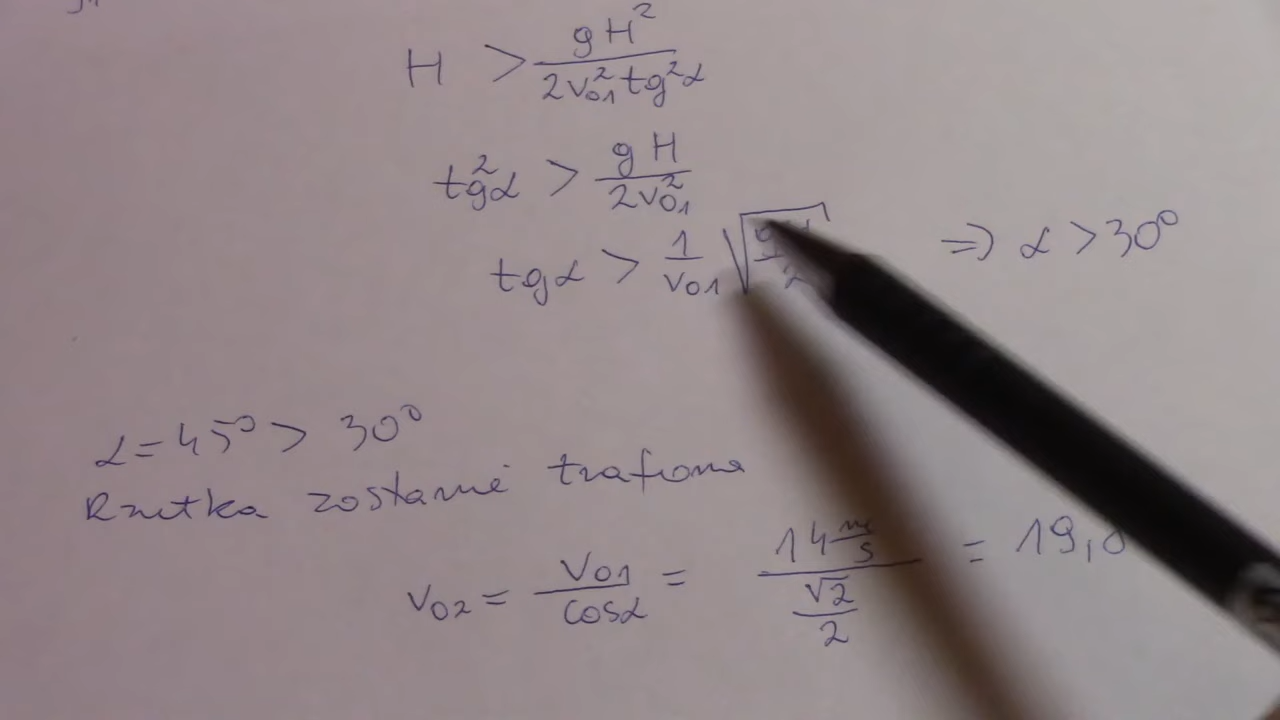 H > gH² / 2v₀₁² tg²α
tg²α > gH / 2v₀₁²
tgα > 1/v₀₁ √ ⇒ α > 30°
α = 45° > 30°
Rzutka zostanie trafiona
v₀₂ = v₀₁ / cosα = 14 m/s / (√2 / 2) = 19,8